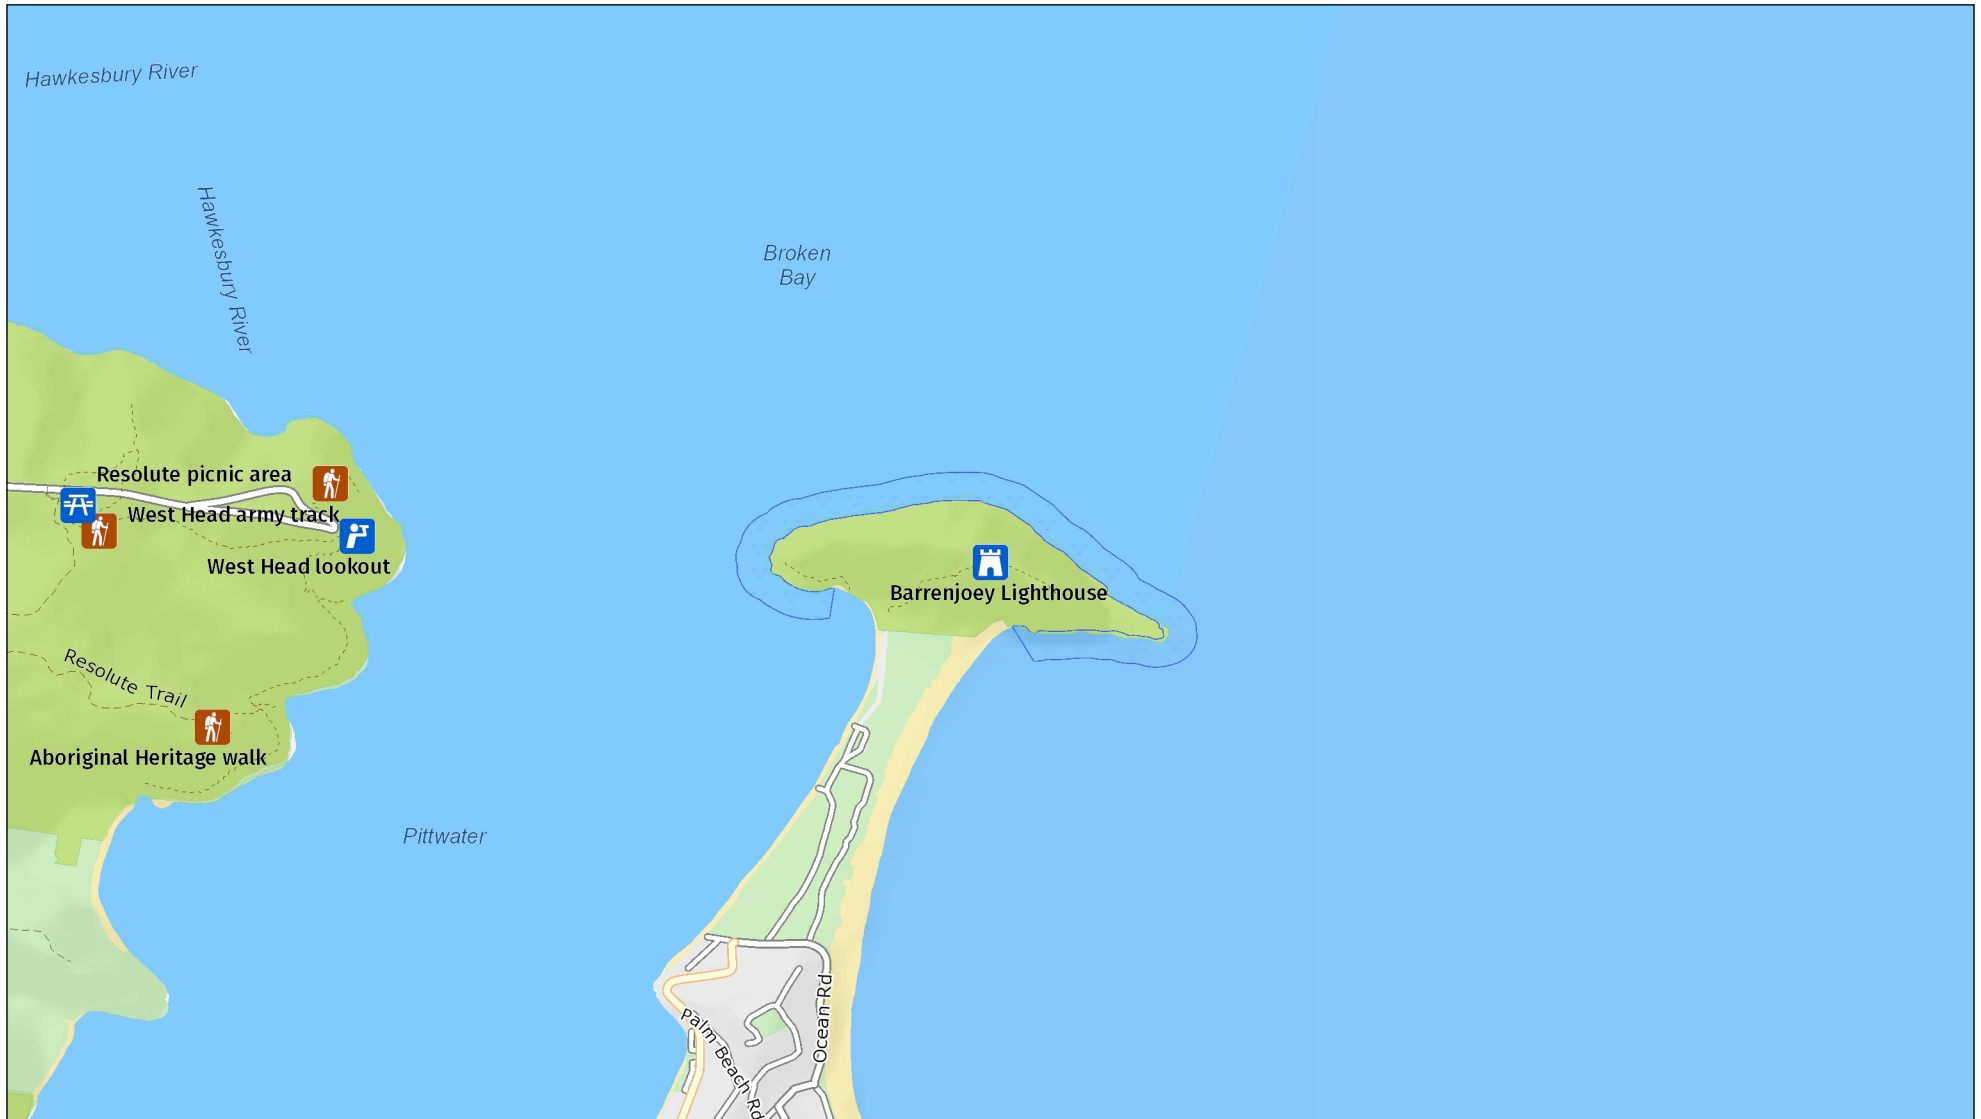 Hawkesbury River
Hawkesbury River
Broken
Bay
Resolute picnic area
West Head army track
West Head lookout
Barrenjoey Lighthouse
Resolute Trail
Aboriginal Heritage walk
Pittwater
Ocean Rd
Palm Beach Rd